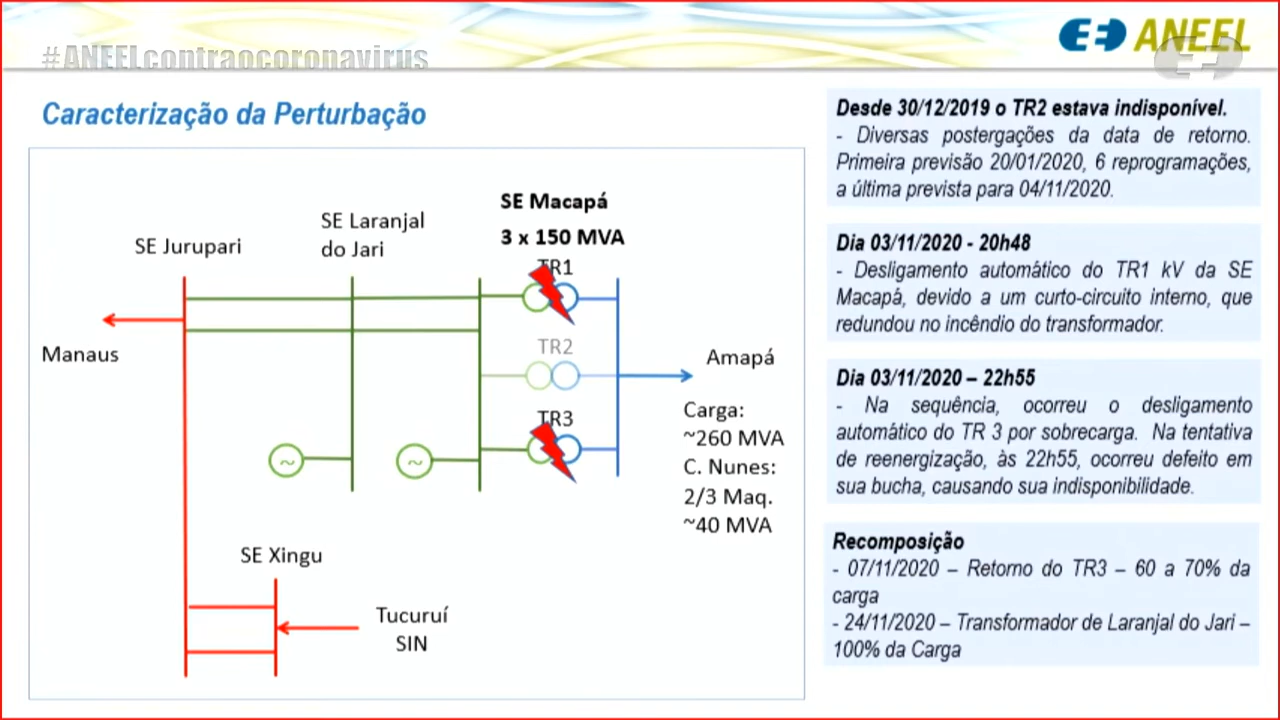 #ANEELcontraocoronavirus
ANEEL
Caracterização da Perturbação
SE Macapá
3 x 150 MVA
SE Laranjal
do Jari
SE Jurupari
TR1
TR2
TR3
Manaus
Amapá
Carga:
~260 MVA
C. Nunes:
2/3 Maq.
~40 MVA
~
~
SE Xingu
Tucuruí
SIN
Desde 30/12/2019 o TR2 estava indisponível.
- Diversas postergações da data de retorno.
Primeira previsão 20/01/2020, 6 reprogramações,
a última prevista para 04/11/2020.
Dia 03/11/2020 - 20h48
- Desligamento automático do TR1 kV da SE
Macapá, devido a um curto-circuito interno, que
redundou no incêndio do transformador.
Dia 03/11/2020 – 22h55
- Na sequência, ocorreu o desligamento
automático do TR 3 por sobrecarga. Na tentativa
de reenergização, às 22h55, ocorreu defeito em
sua bucha, causando sua indisponibilidade.
Recomposição
- 07/11/2020 – Retorno do TR3 – 60 a 70% da
carga
- 24/11/2020 – Transformador de Laranjal do Jari –
100% da Carga